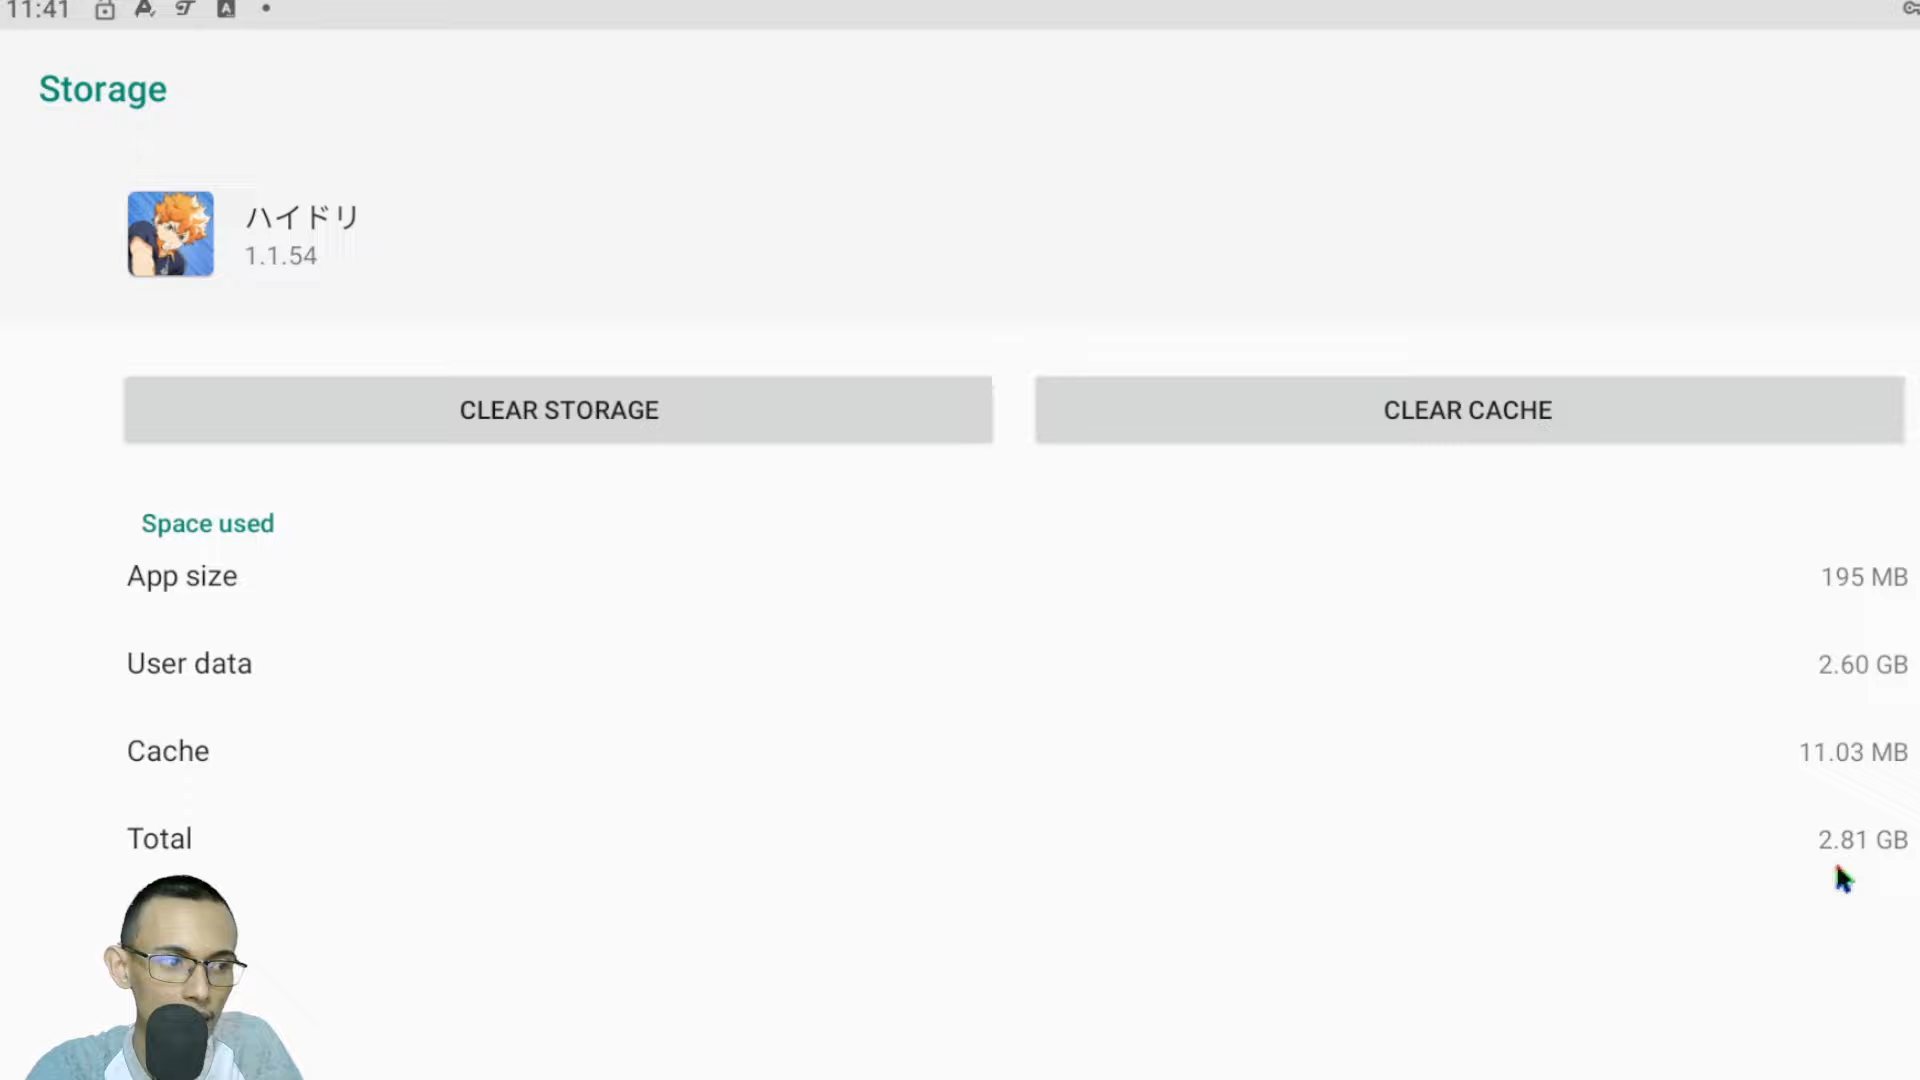 11:41
Storage
ハイドリ
1.1.54
CLEAR STORAGE
CLEAR CACHE
Space used
App size
195 MB
User data
2.60 GB
Cache
11.03 MB
Total
2.81 GB